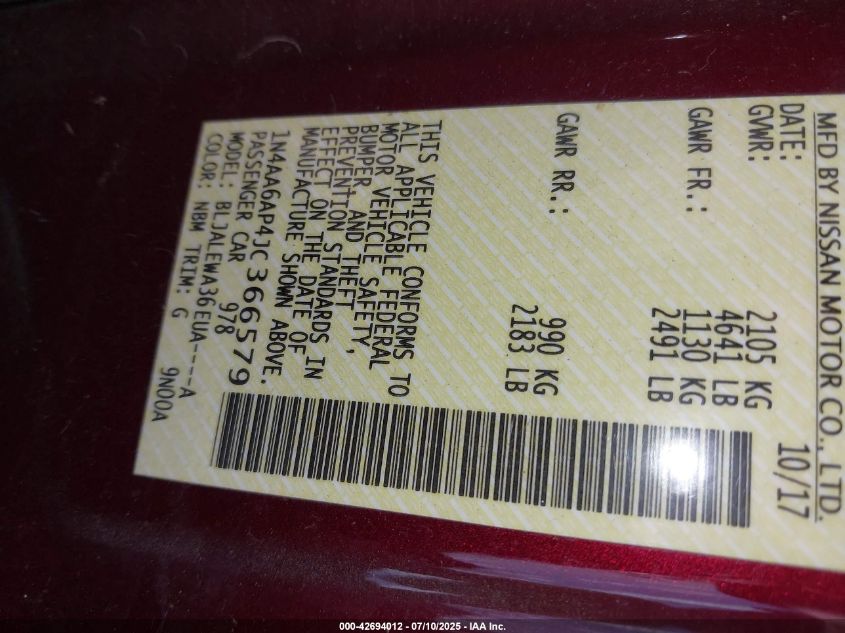 MFD BY NISSAN MOTOR CO., LTD.
DATE: 10/17
GVWR: 2105 KG
4641 LB
GAWR FR.: 1130 KG
2491 LB
GAWR RR.: 990 KG
2183 LB
THIS VEHICLE CONFORMS TO
ALL APPLICABLE FEDERAL
MOTOR VEHICLE SAFETY,
BUMPER, AND THEFT
PREVENTION STANDARDS IN
EFFECT ON THE DATE OF
MANUFACTURE SHOWN ABOVE.
1N4AA6AP4JC366579
PASSENGER CAR 978
MODEL: BLJALEWA36EUA----A
COLOR: NBM TRIM: G 9N00A
000-42694012 - 07/10/2025 - IAA Inc.